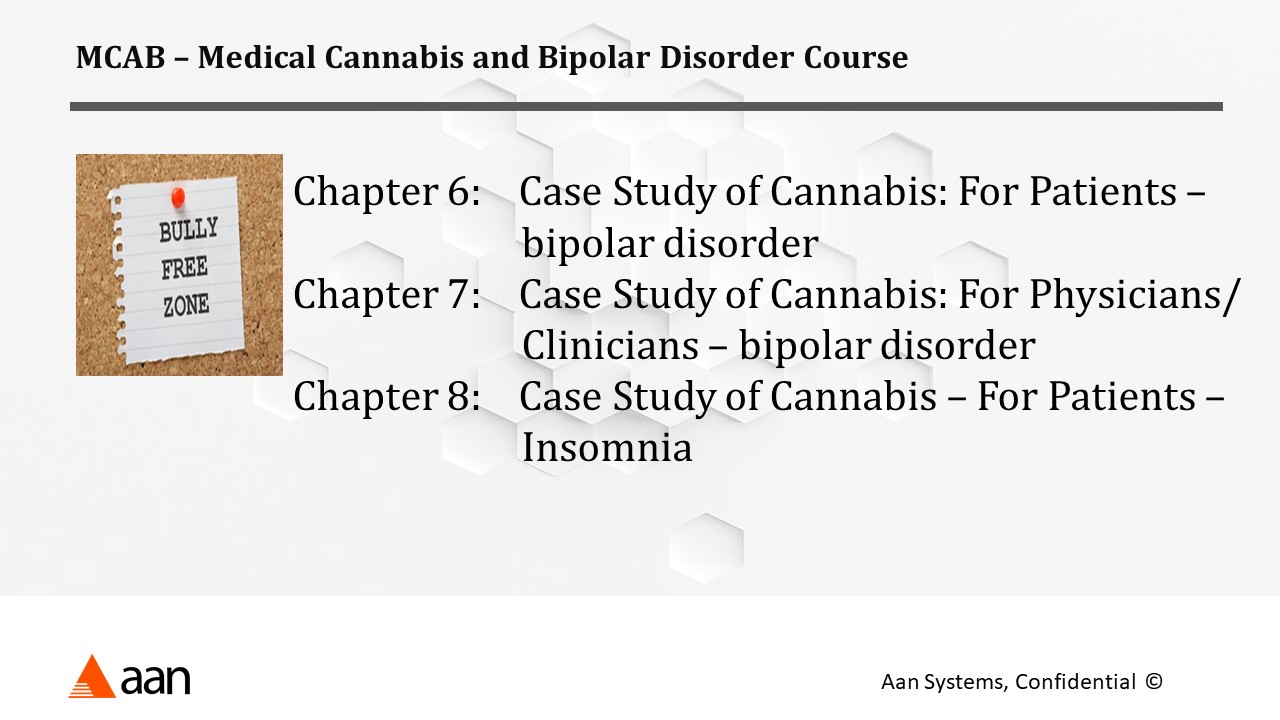 MCAB – Medical Cannabis and Bipolar Disorder Course
BULLY
FREE
ZONE
Chapter 6: Case Study of Cannabis: For Patients –
bipolar disorder
Chapter 7: Case Study of Cannabis: For Physicians/
Clinicians – bipolar disorder
Chapter 8: Case Study of Cannabis – For Patients –
Insomnia
aan
Aan Systems, Confidential ©